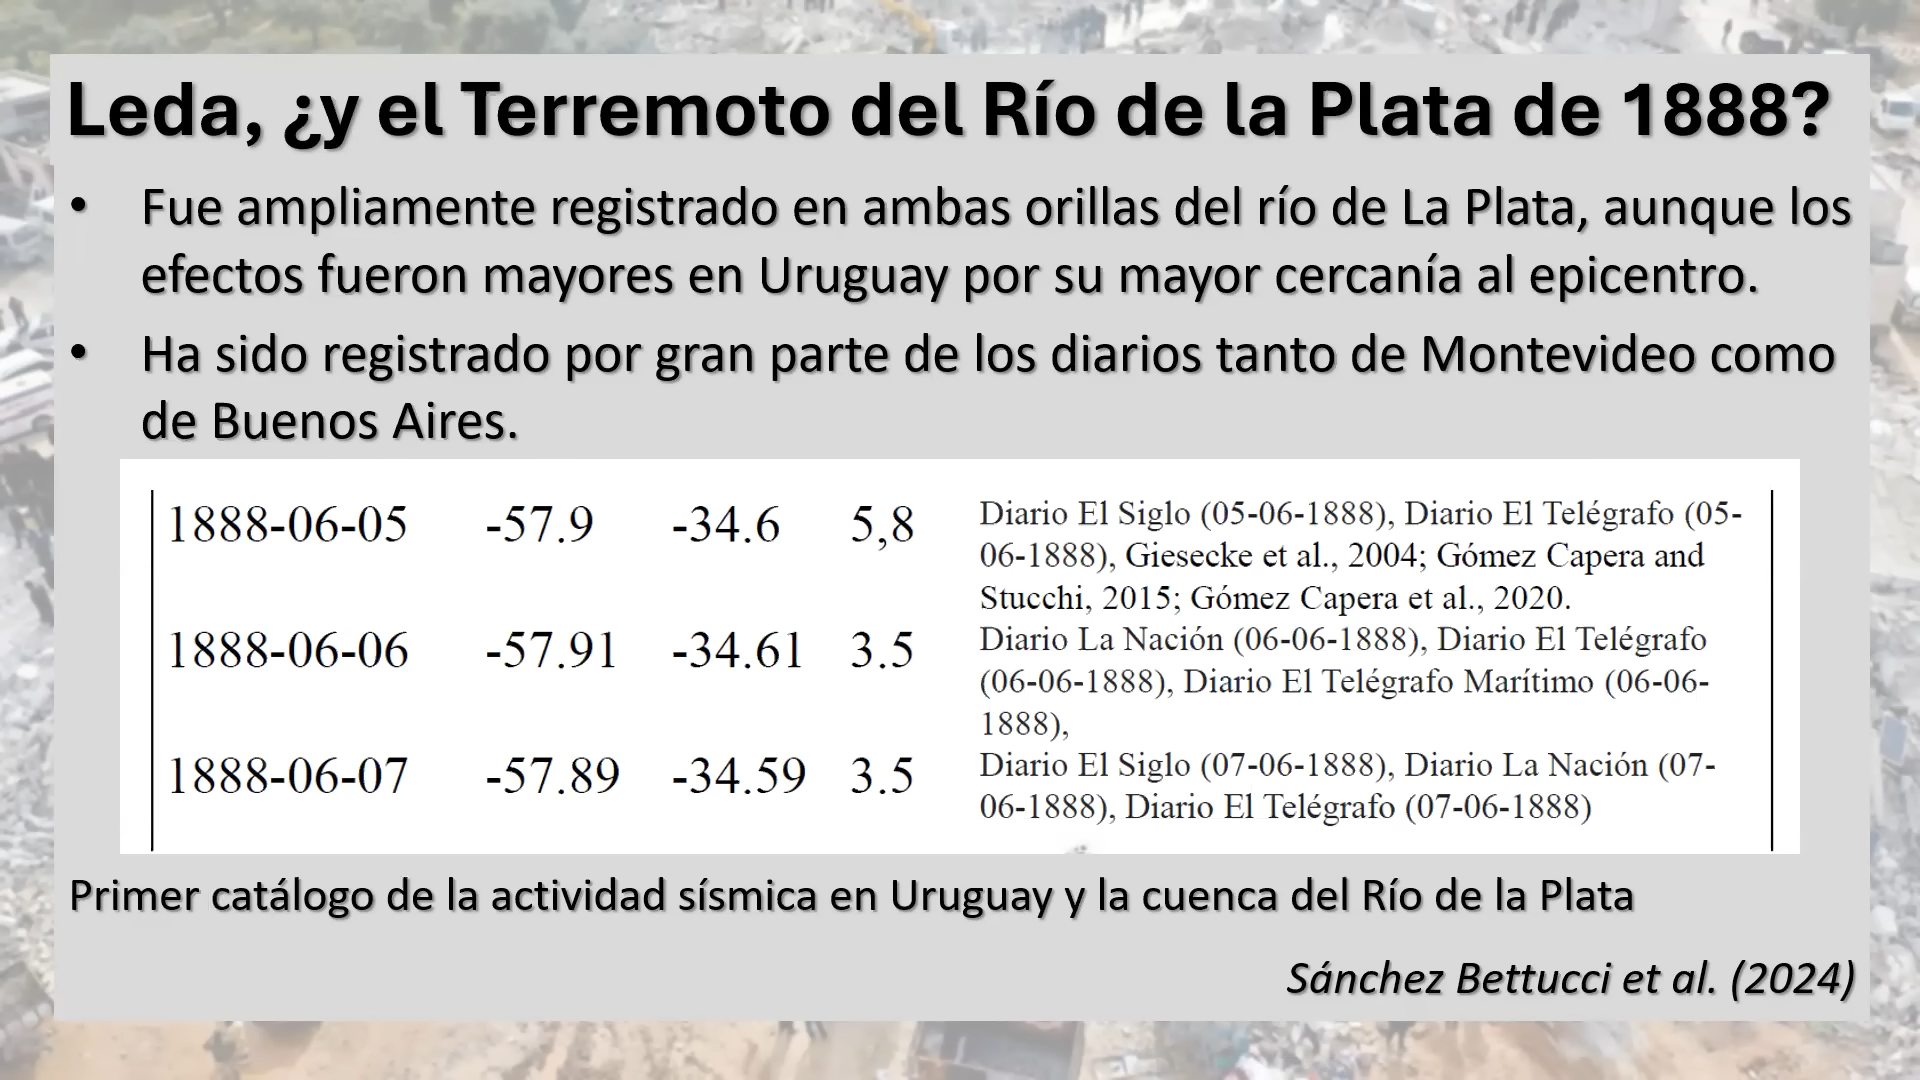 Leda, ¿y el Terremoto del Río de la Plata de 1888?
• Fue ampliamente registrado en ambas orillas del río de La Plata, aunque los
efectos fueron mayores en Uruguay por su mayor cercanía al epicentro.
• Ha sido registrado por gran parte de los diarios tanto de Montevideo como
de Buenos Aires.
1888-06-05 -57.9 -34.6 5,8 Diario El Siglo (05-06-1888), Diario El Telégrafo (05-
06-1888), Giesecke et al., 2004; Gómez Capera and
Stucchi, 2015; Gómez Capera et al., 2020.
1888-06-06 -57.91 -34.61 3.5 Diario La Nación (06-06-1888), Diario El Telégrafo
(06-06-1888), Diario El Telégrafo Marítimo (06-06-
1888),
1888-06-07 -57.89 -34.59 3.5 Diario El Siglo (07-06-1888), Diario La Nación (07-
06-1888), Diario El Telégrafo (07-06-1888)
Primer catálogo de la actividad sísmica en Uruguay y la cuenca del Río de la Plata
Sánchez Bettucci et al. (2024)